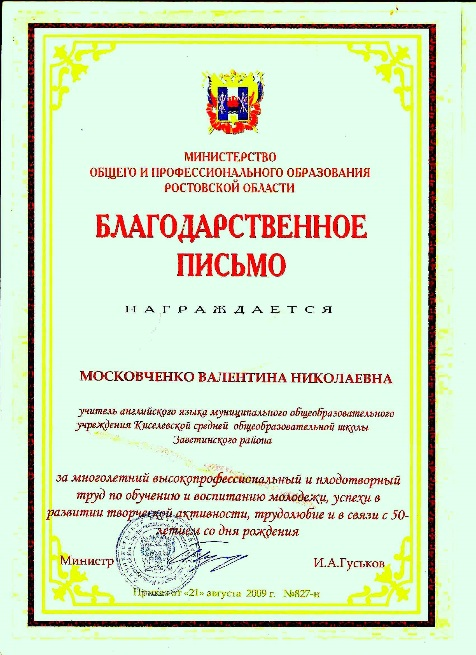 МИНИСТЕРСТВО
ОБЩЕГО И ПРОФЕССИОНАЛЬНОГО ОБРАЗОВАНИЯ
РОСТОВСКОЙ ОБЛАСТИ
БЛАГОДАРСТВЕННОЕ
ПИСЬМО
НАГРАЖДАЕТСЯ
МОСКОВЧЕНКО ВАЛЕНТИНА НИКОЛАЕВНА
учитель английского языка муниципального общеобразовательного
учреждения Киселевской средней общеобразовательной школы
Заветинского района
за многолетний высокопрофессиональный и плодотворный
труд по обучению и воспитанию молодежи, успехи в
развитии творческой активности, трудолюбие и в связи с 50-
летием со дня рождения
Министр И.А.Гуськов
Приказ от «21» августа 2009 г. №827-н